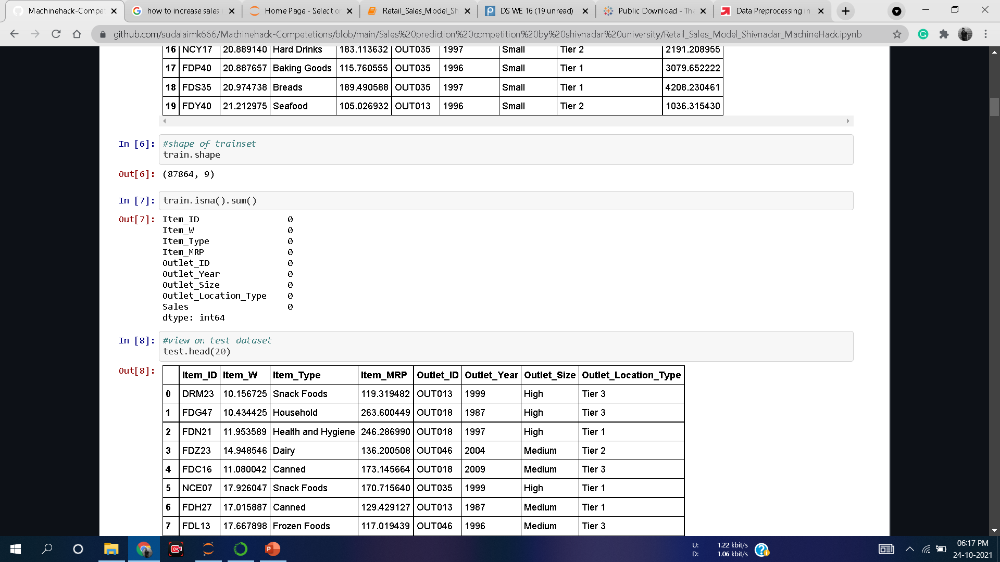 Machinehack-Compet
how to increase sales i
Home Page - Select or
Retail_Sales_Model_Sh
DS WE 16 (19 unread)
Public Download - Tha
Data Preprocessing in
github.com/sudalaimk666/Machinehack-Competetions/blob/main/Sales%20prediction%20competition%20by%20shivnadar%20university/Retail_Sales_Model_Shivnadar_MachineHack.ipynb
16 NCY17 20.889140 Hard Drinks 183.113632 OUT035 1997 Small Tier 2 2191.208955
17 FDP40 20.887657 Baking Goods 115.760555 OUT035 1996 Small Tier 1 3079.652222
18 FDS35 20.974738 Breads 189.490588 OUT035 1997 Small Tier 1 4208.230461
19 FDY40 21.212975 Seafood 105.026932 OUT013 1996 Small Tier 2 1036.315430
In [6]: #shape of trainset
train.shape
Out[6]: (87864, 9)
In [7]: train.isna().sum()
Out[7]: Item_ID 0
Item_W 0
Item_Type 0
Item_MRP 0
Outlet_ID 0
Outlet_Year 0
Outlet_Size 0
Outlet_Location_Type 0
Sales 0
dtype: int64
In [8]: #view on test dataset
test.head(20)
Out[8]: Item_ID Item_W Item_Type Item_MRP Outlet_ID Outlet_Year Outlet_Size Outlet_Location_Type
0 DRM23 10.156725 Snack Foods 119.319482 OUT013 1999 High Tier 3
1 FDG47 10.434425 Household 263.600449 OUT018 1987 High Tier 3
2 FDN21 11.953589 Health and Hygiene 246.286990 OUT018 1997 High Tier 1
3 FDZ23 14.948546 Dairy 136.200508 OUT046 2004 Medium Tier 2
4 FDC16 11.080042 Canned 173.145664 OUT018 2009 Medium Tier 3
5 NCE07 17.926047 Snack Foods 170.715640 OUT035 1999 High Tier 1
6 FDH27 17.015887 Canned 129.429127 OUT013 1987 Medium Tier 1
7 FDL13 17.667898 Frozen Foods 117.019439 OUT046 1996 Medium Tier 3
U: 1.22 kbit/s
D: 1.06 kbit/s
06:17 PM
24-10-2021